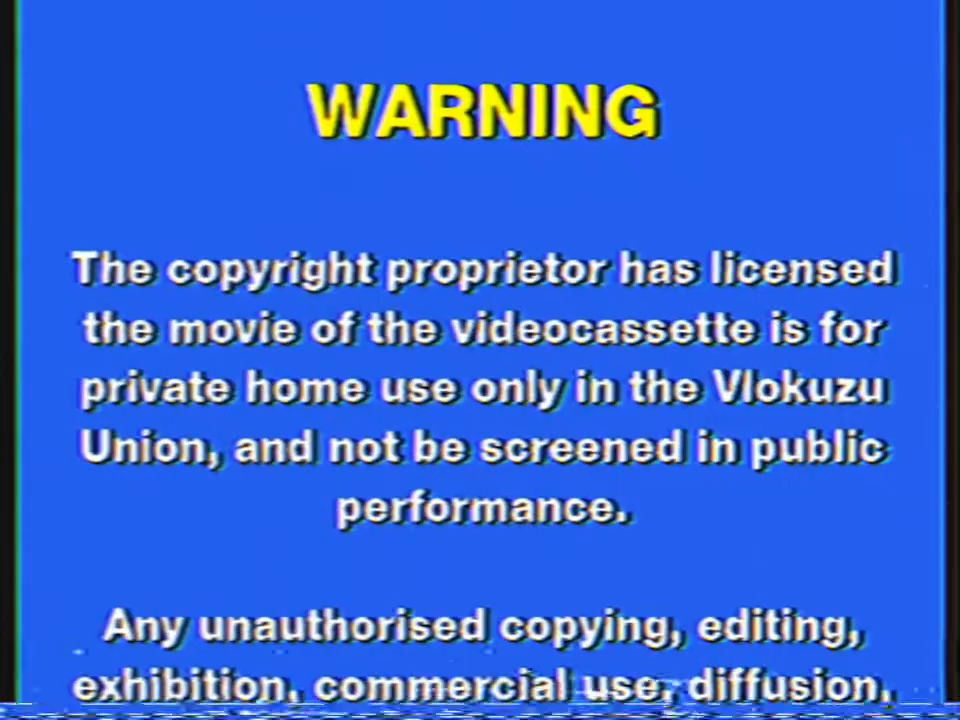 WARNING
The copyright proprietor has licensed
the movie of the videocassette is for
private home use only in the Vlokuzu
Union, and not be screened in public
performance.
Any unauthorised copying, editing,
exhibition, commercial use, diffusion,